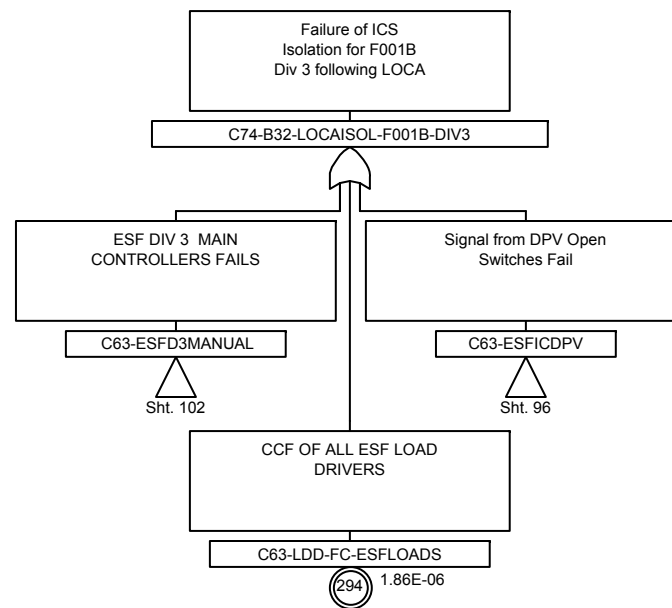 Failure of ICS
Isolation for F001B
Div 3 following LOCA
C74-B32-LOCAISOL-F001B-DIV3
ESF DIV 3 MAIN
CONTROLLERS FAILS
C63-ESFD3MANUAL
Sht. 102
Signal from DPV Open
Switches Fail
C63-ESFICDPV
Sht. 96
CCF OF ALL ESF LOAD
DRIVERS
C63-LDD-FC-ESFLOADS
294
1.86E-06